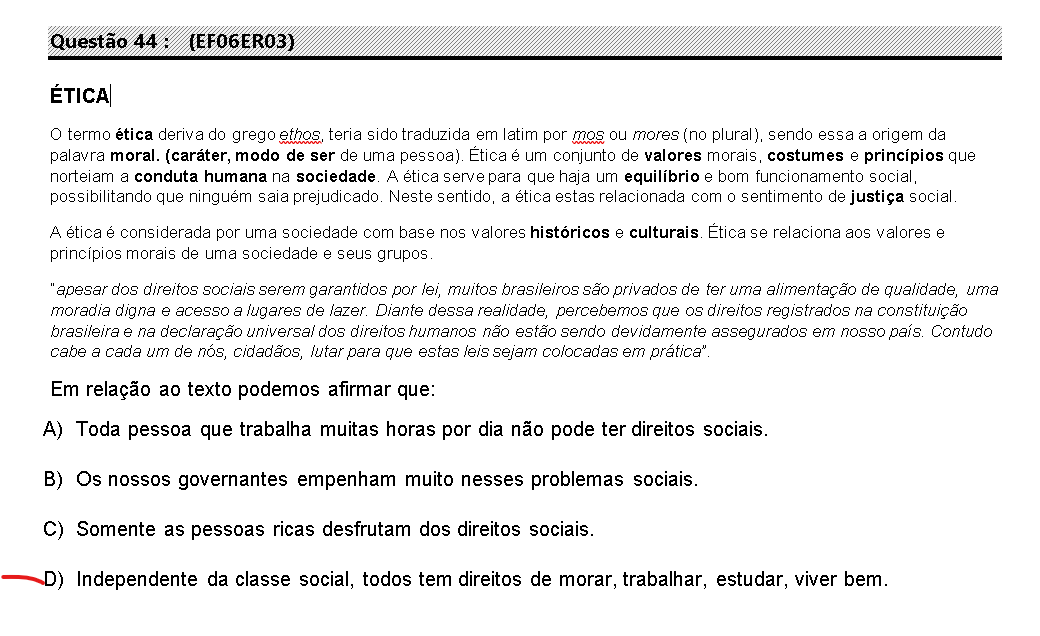 Questão 44 : (EF06ER03)
ÉTICA
O termo ética deriva do grego ethos, teria sido traduzida em latim por mos ou mores (no plural), sendo essa a origem da
palavra moral. (caráter, modo de ser de uma pessoa). Ética é um conjunto de valores morais, costumes e princípios que
norteiam a conduta humana na sociedade. A ética serve para que haja um equilíbrio e bom funcionamento social,
possibilitando que ninguém saia prejudicado. Neste sentido, a ética estas relacionada com o sentimento de justiça social.
A ética é considerada por uma sociedade com base nos valores históricos e culturais. Ética se relaciona aos valores e
princípios morais de uma sociedade e seus grupos.
"apesar dos direitos sociais serem garantidos por lei, muitos brasileiros são privados de ter uma alimentação de qualidade, uma
moradia digna e acesso a lugares de lazer. Diante dessa realidade, percebemos que os direitos registrados na constituição
brasileira e na declaração universal dos direitos humanos não estão sendo devidamente assegurados em nosso país. Contudo
cabe a cada um de nós, cidadãos, lutar para que estas leis sejam colocadas em prática".
Em relação ao texto podemos afirmar que:
A) Toda pessoa que trabalha muitas horas por dia não pode ter direitos sociais.
B) Os nossos governantes empenham muito nesses problemas sociais.
C) Somente as pessoas ricas desfrutam dos direitos sociais.
D) Independente da classe social, todos tem direitos de morar, trabalhar, estudar, viver bem.